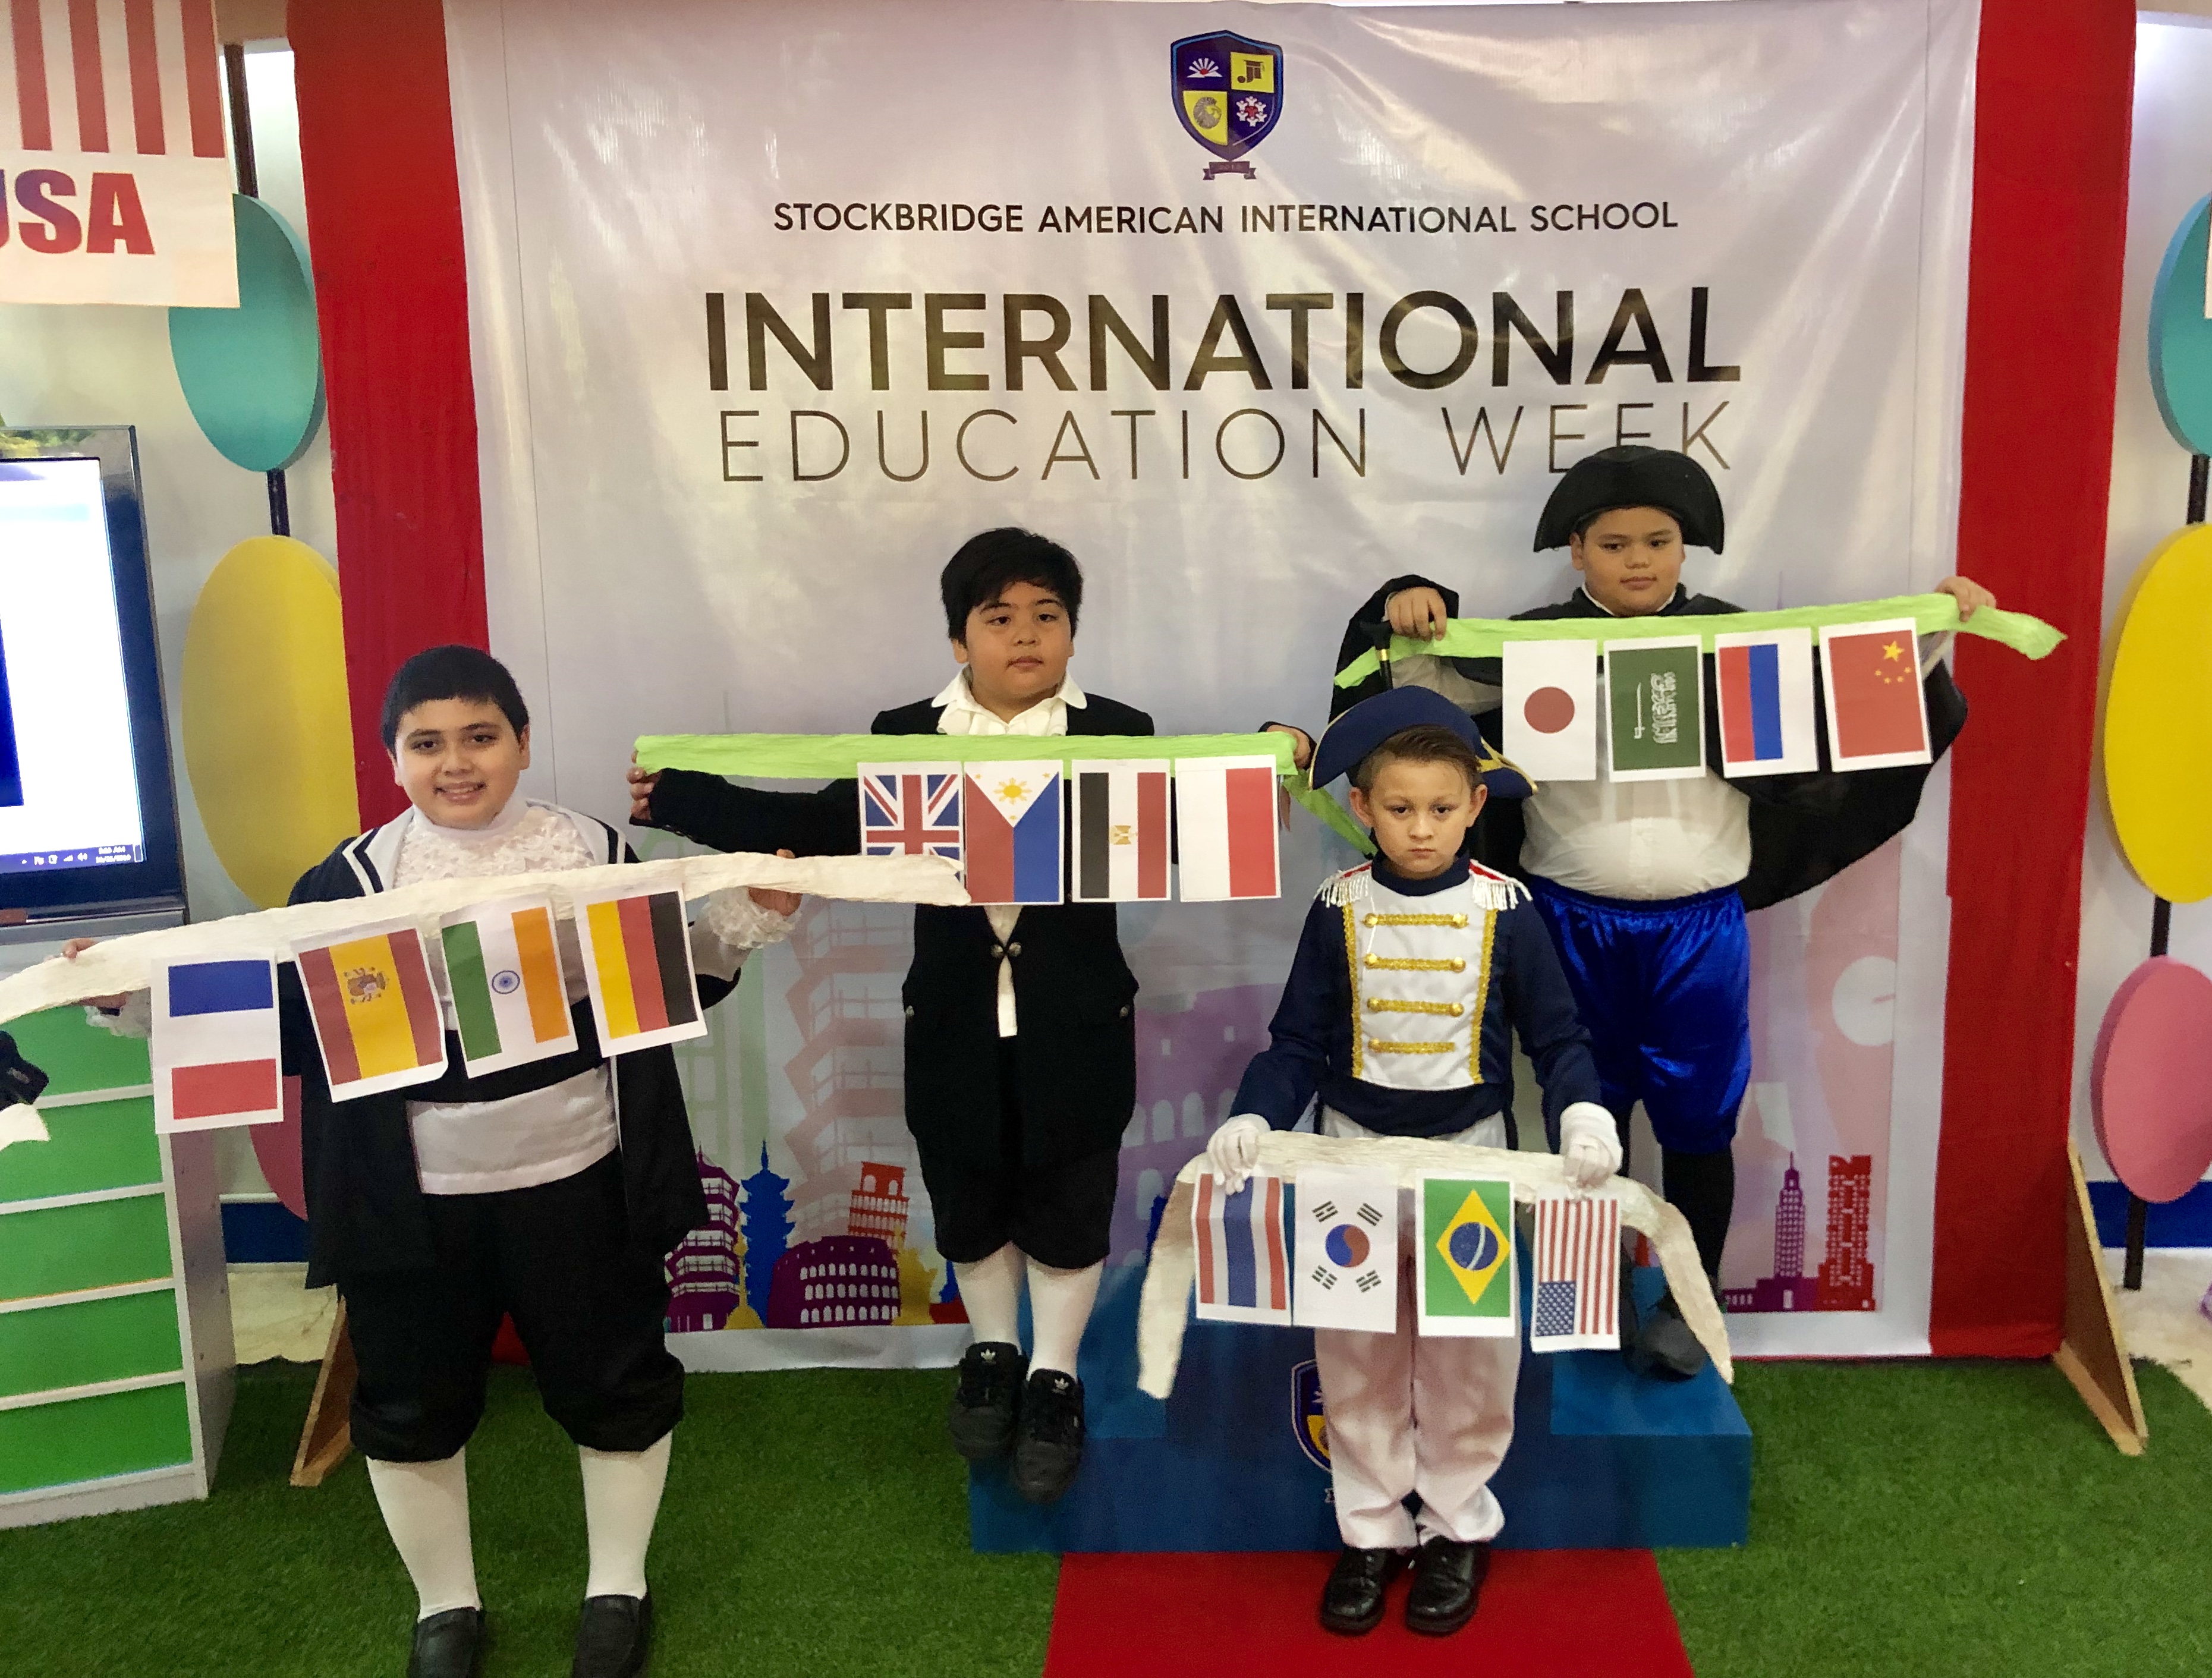 USA
STOCKBRIDGE AMERICAN INTERNATIONAL SCHOOL
INTERNATIONAL
EDUCATION WEEK